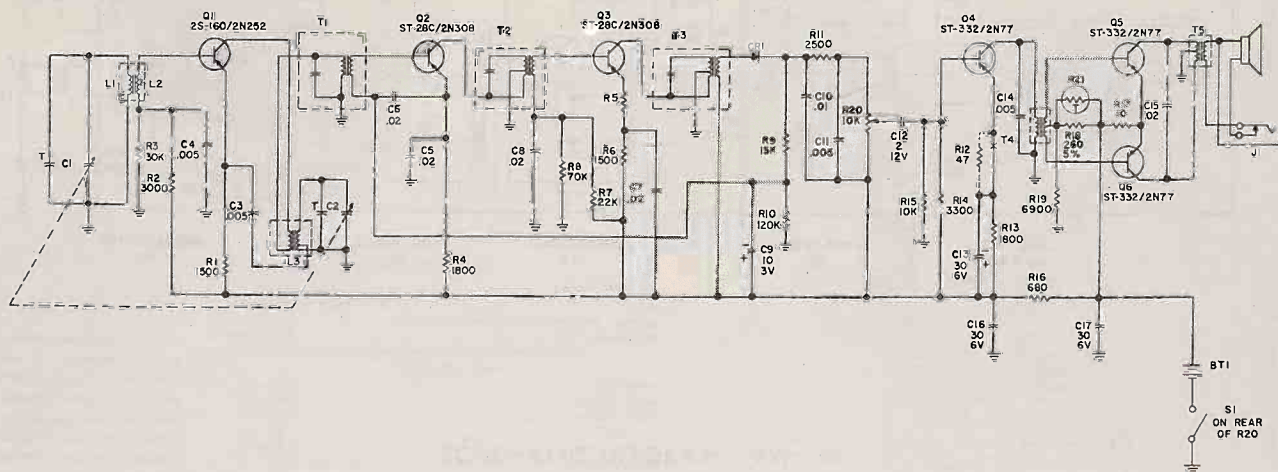 Q1
2S-160/2N252
L1
L2
T
C1
R3
30K
R2
3000
C4
.005
C3
.005
R1
1500
T
C2
L3
T1
Q2
ST-28C/2N308
C6
.02
C5
.02
R4
1800
T2
C8
.02
R8
70K
R7
22K
Q3
ST-28C/2N308
R5
R6
1500
C7
.02
T3
CR1
R9
15K
R10
120K
C9
10
3V
R11
2500
C10
.01
C11
.005
R20
10K
C12
2
12V
R15
10K
R14
3300
Q4
ST-332/2N77
R12
47
R13
1800
C13
30
6V
C14
.005
T4
R16
680
C16
30
6V
R21
T
R18
260
5%
R19
6900
R17
10
C17
30
6V
Q5
ST-332/2N77
Q6
ST-332/2N77
C15
.02
T5
J1
BT1
S1
ON REAR
OF R20